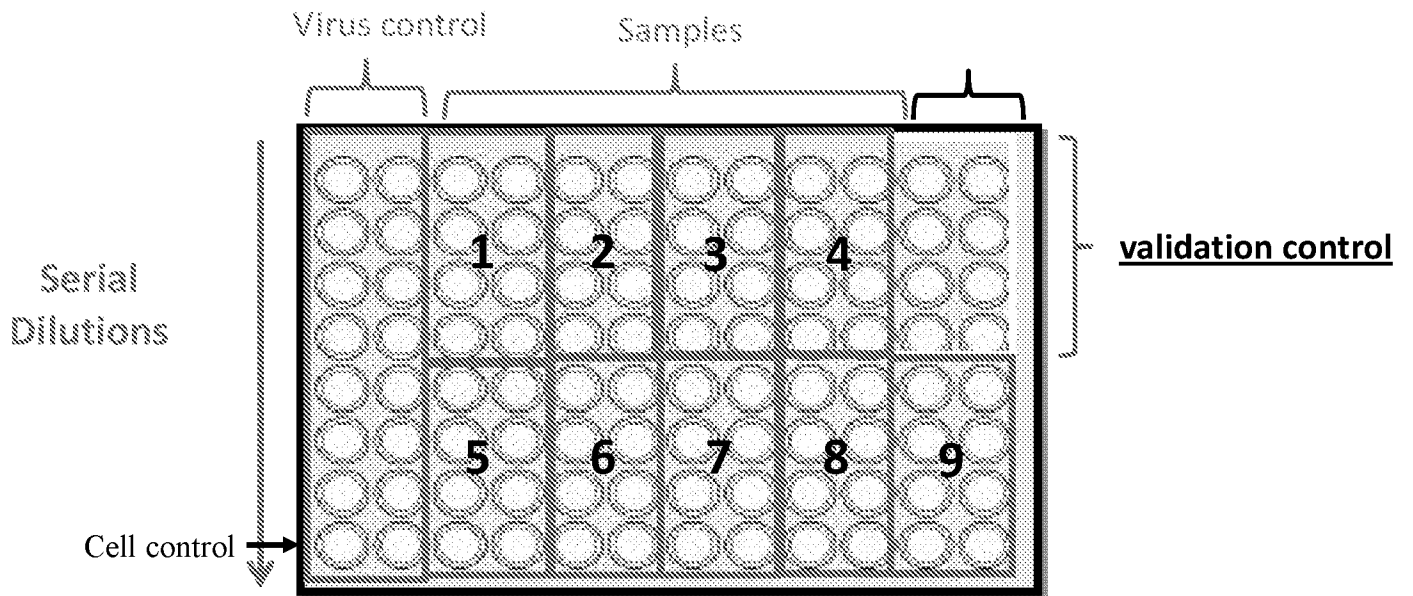 Virus control
Samples
validation control
Serial
Dilutions
1
2
3
4
5
6
7
8
9
Cell control